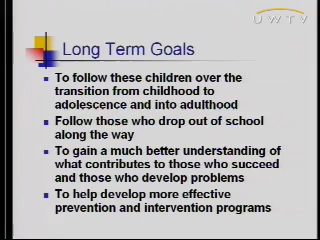 UWTV
Long Term Goals
To follow these children over the
transition from childhood to
adolescence and into adulthood
Follow those who drop out of school
along the way
To gain a much better understanding of
what contributes to those who succeed
and those who develop problems
To help develop more effective
prevention and intervention programs